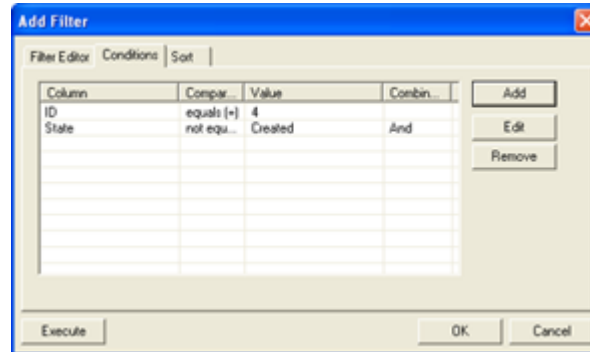 Add Filter
Filter Editor Conditions Sort
Column Compar... Value Combin... Add
ID equals (=) 4
State not equ... Created And Edit
Remove
Execute OK Cancel